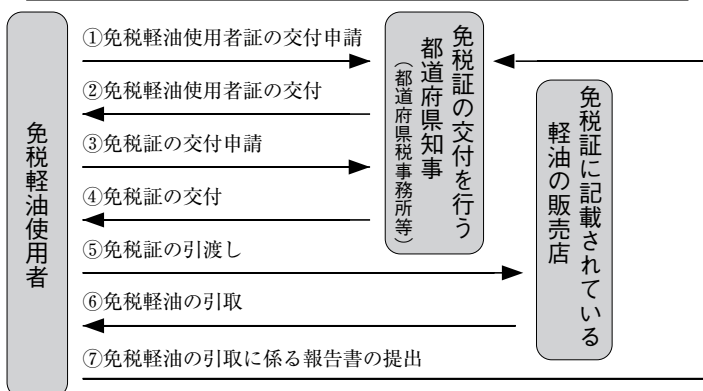 免税軽油使用者
①免税軽油使用者証の交付申請
②免税軽油使用者証の交付
③免税証の交付申請
④免税証の交付
⑤免税証の引渡し
⑥免税軽油の引取
⑦免税軽油の引取に係る報告書の提出
免税証の交付を行う
都道府県知事
（都道府県税事務所等）
免税証に記載されている
軽油の販売店